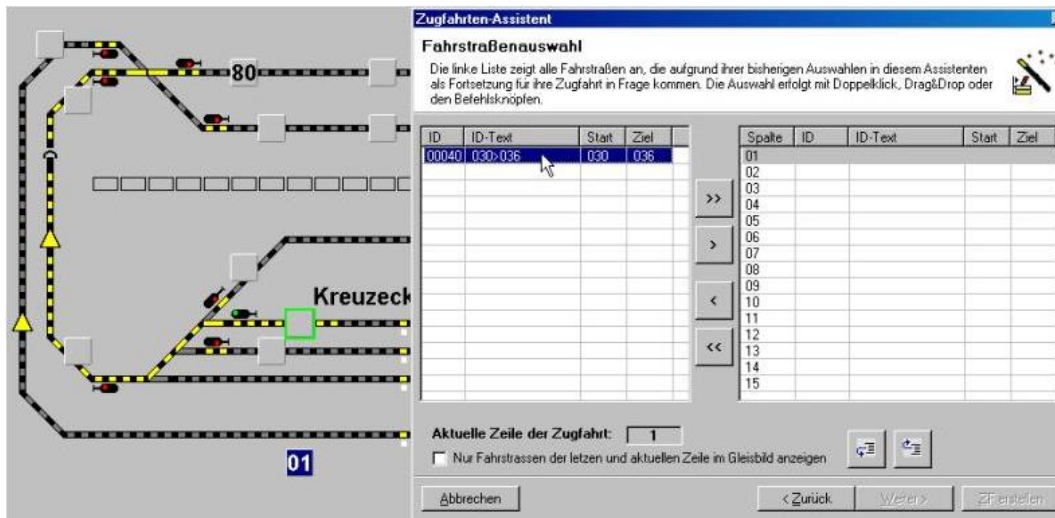 Zugfahrten-Assistent
Fahrstraßenauswahl
Die linke Liste zeigt alle Fahrstraßen an, die aufgrund ihrer bisherigen Auswahlen in diesem Assistenten
als Fortsetzung für ihre Zugfahrt in Frage kommen. Die Auswahl erfolgt mit Doppelklick, Drag&Drop oder
den Befehlsknöpfen.
80
Kreuzeck
01
ID ID-Text Start Ziel
00040 030>036 030 036
>>
>
<
<<
Spalte ID ID-Text Start Ziel
01
02
03
04
05
06
07
08
09
10
11
12
13
14
15
Aktuelle Zeile der Zugfahrt: 1
Nur Fahrstrassen der letzen und aktuellen Zeile im Gleisbild anzeigen
Abbrechen
< Zurück
Weiter >
ZF erstellen